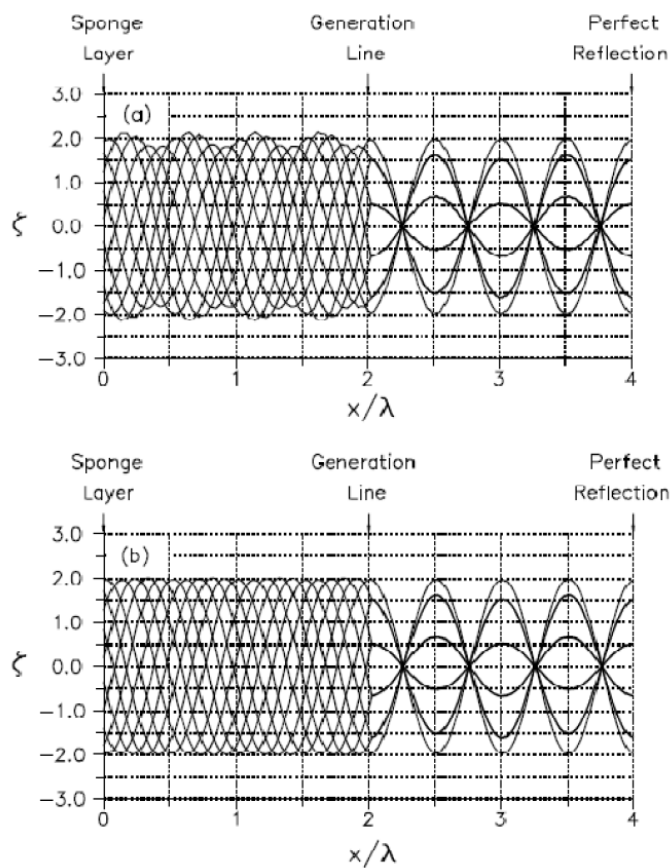 Sponge Generation Perfect
Layer Line Reflection
(a)
3.0
2.0
1.0
0.0
−1.0
−2.0
−3.0
ζ
0 1 2 3 4
x/λ
Sponge Generation Perfect
Layer Line Reflection
(b)
3.0
2.0
1.0
0.0
−1.0
−2.0
−3.0
ζ
0 1 2 3 4
x/λ